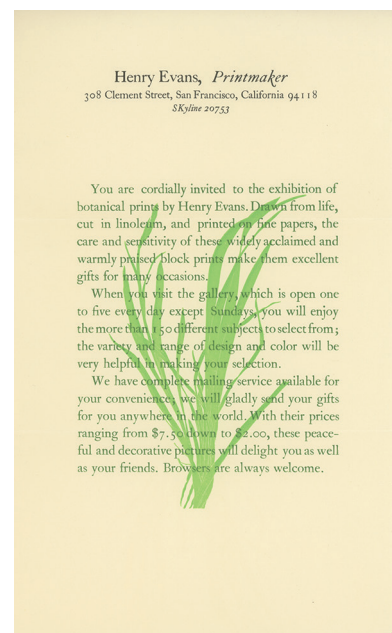 Henry Evans, Printmaker
308 Clement Street, San Francisco, California 94118
SKyline 20753
You are cordially invited to the exhibition of
botanical prints by Henry Evans. Drawn from life,
cut in linoleum, and printed on fine papers, the
care and sensitivity of these widely acclaimed and
warmly praised block prints make them excellent
gifts for many occasions.
When you visit the gallery, which is open one
to five every day except Sundays, you will enjoy
the more than 150 different subjects to select from;
the variety and range of design and color will be
very helpful in making your selection.
We have complete mailing service available for
your convenience; we will gladly send your gifts
for you anywhere in the world. With their prices
ranging from $7.50 down to $2.00, these peace-
ful and decorative pictures will delight you as well
as your friends. Browsers are always welcome.